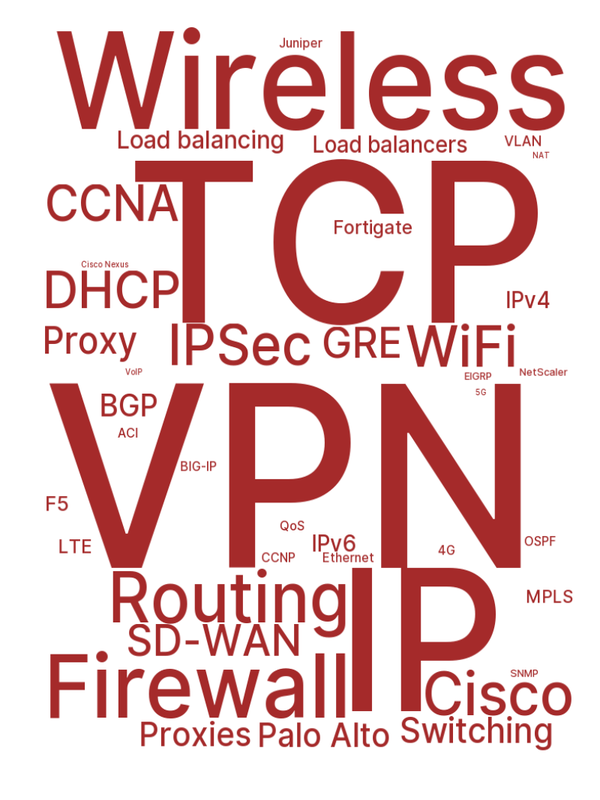 Wireless
Juniper
Load balancing
Load balancers
VLAN
NAT
TCP
CCNA
Fortigate
Cisco Nexus
DHCP
IPv4
Proxy
IPSec
GRE
WiFi
VoIP
EIGRP
NetScaler
5G
VPN
BGP
ACI
BIG-IP
F5
QoS
LTE
IPv6
4G
OSPF
CCNP
Ethernet
IP
Routing
MPLS
SD-WAN
Firewall
SNMP
Cisco
Proxies
Palo Alto
Switching